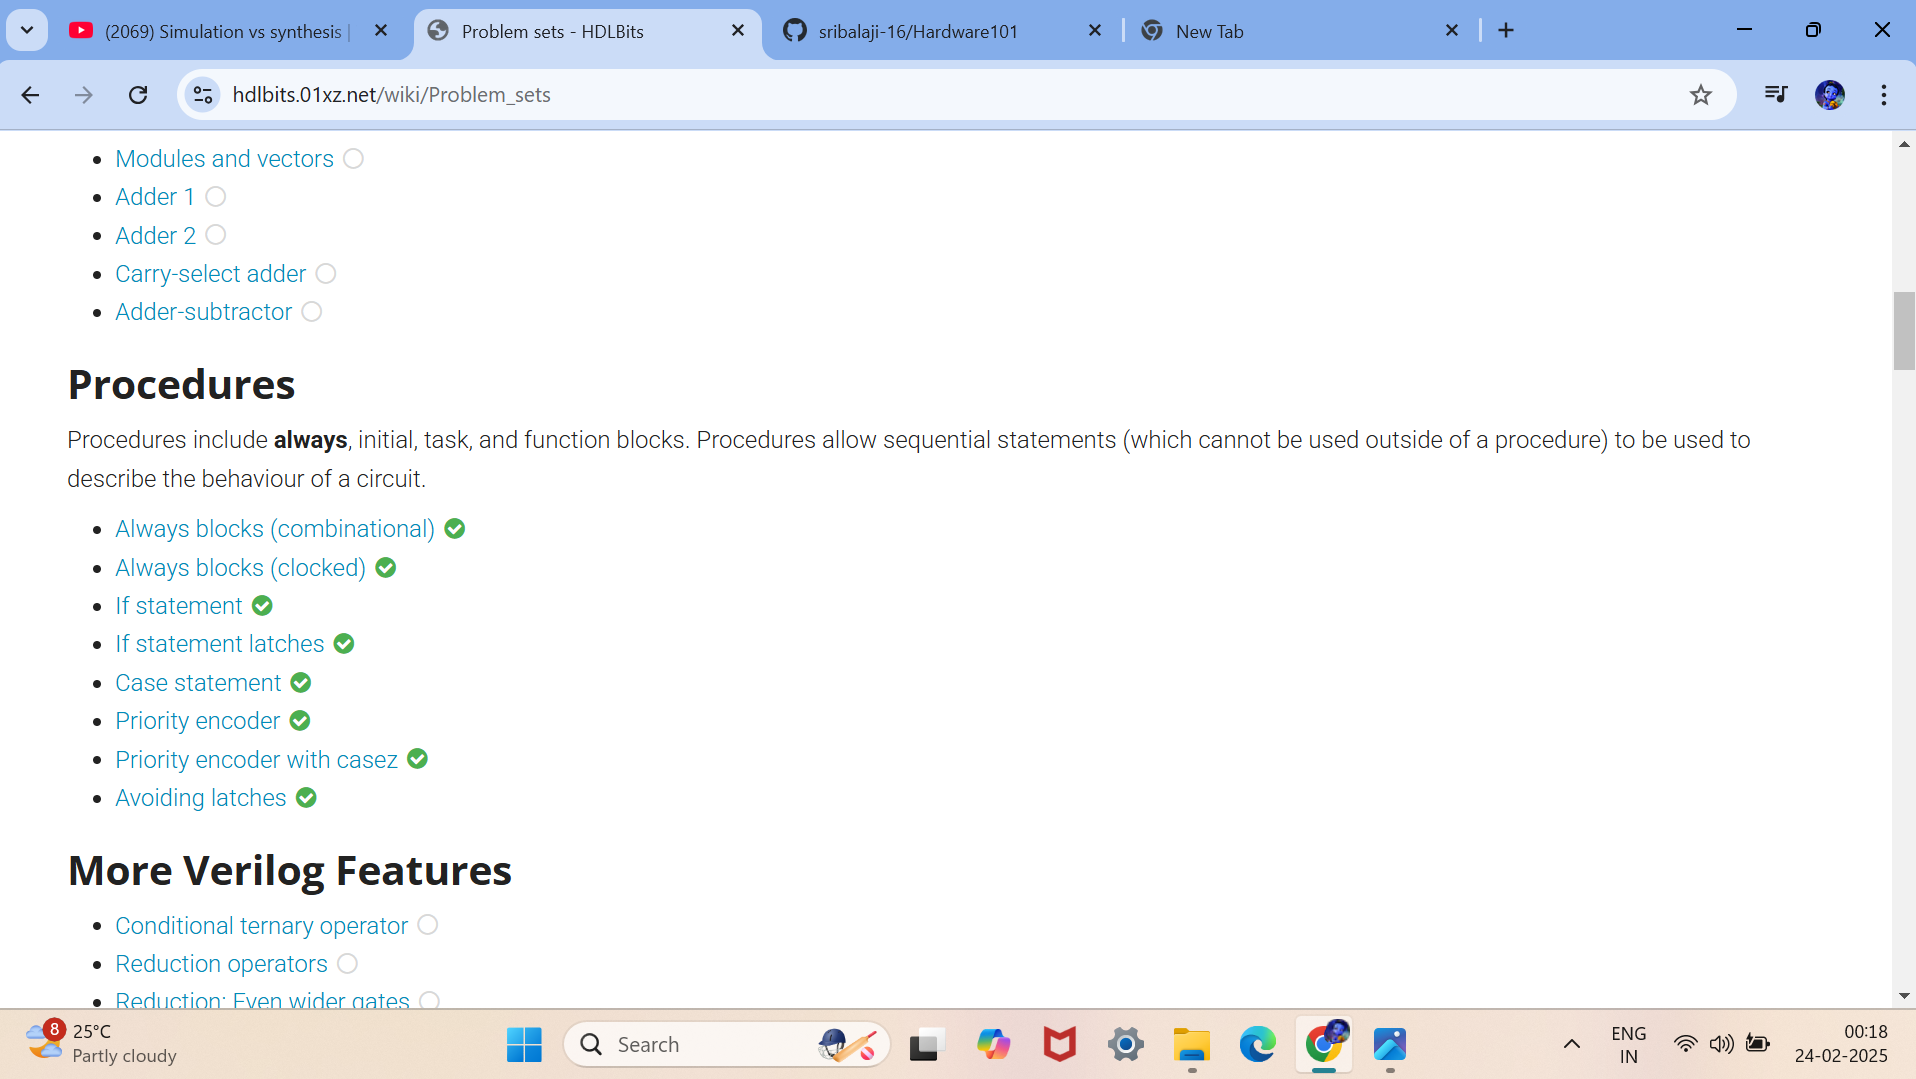 (2069) Simulation vs synthesis |
Problem sets - HDLBits
sribalaji-16/Hardware101
New Tab
hdlbits.01xz.net/wiki/Problem_sets
Modules and vectors
Adder 1
Adder 2
Carry-select adder
Adder-subtractor
Procedures
Procedures include always, initial, task, and function blocks. Procedures allow sequential statements (which cannot be used outside of a procedure) to be used to
describe the behaviour of a circuit.
Always blocks (combinational)
Always blocks (clocked)
If statement
If statement latches
Case statement
Priority encoder
Priority encoder with casez
Avoiding latches
More Verilog Features
Conditional ternary operator
Reduction operators
Reduction: Even wider gates
8
25°C
Partly cloudy
Search
ENG
IN
00:18
24-02-2025